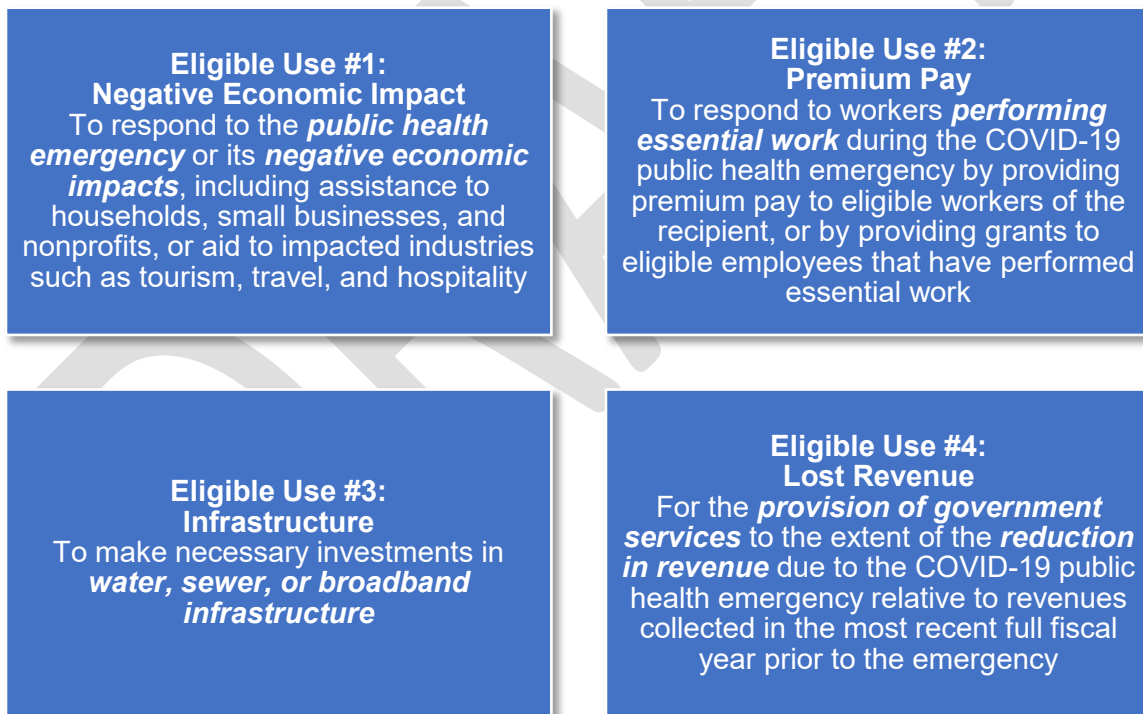 Eligible Use #1:
Negative Economic Impact
To respond to the public health
emergency or its negative economic
impacts, including assistance to
households, small businesses, and
nonprofits, or aid to impacted industries
such as tourism, travel, and hospitality
Eligible Use #2:
Premium Pay
To respond to workers performing
essential work during the COVID-19
public health emergency by providing
premium pay to eligible workers of the
recipient, or by providing grants to
eligible employees that have performed
essential work
Eligible Use #3:
Infrastructure
To make necessary investments in
water, sewer, or broadband
infrastructure
Eligible Use #4:
Lost Revenue
For the provision of government
services to the extent of the reduction
in revenue due to the COVID-19 public
health emergency relative to revenues
collected in the most recent full fiscal
year prior to the emergency